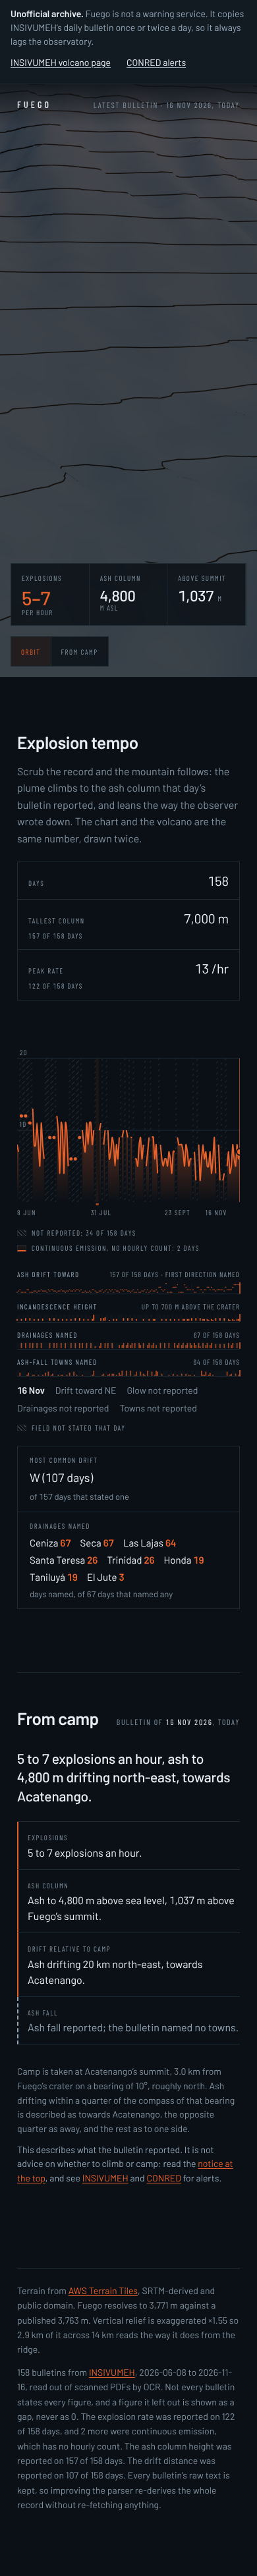 Unofficial archive. Fuego is not a warning service. It copies
INSIVUMEH's daily bulletin once or twice a day, so it always
lags the observatory.
INSIVUMEH volcano page CONRED alerts
FUEGO LATEST BULLETIN · 16 NOV 2026, TODAY
EXPLOSIONS ASH COLUMN ABOVE SUMMIT
5–7 4,800 1,037 M
PER HOUR M ASL
ORBIT FROM CAMP
Explosion tempo
Scrub the record and the mountain follows: the
plume climbs to the ash column that day's
bulletin reported, and leans the way the observer
wrote down. The chart and the volcano are the
same number, drawn twice.
DAYS 158
TALLEST COLUMN 7,000 m
157 OF 158 DAYS
PEAK RATE 13 /hr
122 OF 158 DAYS
20
10
8 JUN 31 JUL 23 SEPT 16 NOV
NOT REPORTED: 34 OF 158 DAYS
CONTINUOUS EMISSION, NO HOURLY COUNT: 2 DAYS
ASH DRIFT TOWARD 157 OF 158 DAYS · FIRST DIRECTION NAMED
INCANDESCENCE HEIGHT UP TO 700 M ABOVE THE CRATER
DRAINAGES NAMED 67 OF 158 DAYS
ASH-FALL TOWNS NAMED 64 OF 158 DAYS
16 Nov Drift toward NE Glow not reported
Drainages not reported Towns not reported
FIELD NOT STATED THAT DAY
MOST COMMON DRIFT
W (107 days)
of 157 days that stated one
DRAINAGES NAMED
Ceniza 67 Seca 67 Las Lajas 64
Santa Teresa 26 Trinidad 26 Honda 19
Taniluyá 19 El Jute 3
days named, of 67 days that named any
From camp BULLETIN OF 16 NOV 2026, TODAY
5 to 7 explosions an hour, ash to
4,800 m drifting north-east, towards
Acatenango.
EXPLOSIONS
5 to 7 explosions an hour.
ASH COLUMN
Ash to 4,800 m above sea level, 1,037 m above
Fuego's summit.
DRIFT RELATIVE TO CAMP
Ash drifting 20 km north-east, towards
Acatenango.
ASH FALL
Ash fall reported; the bulletin named no towns.
Camp is taken at Acatenango's summit, 3.0 km from
Fuego's crater on a bearing of 10°, roughly north. Ash
drifting within a quarter of the compass of that bearing
is described as towards Acatenango, the opposite
quarter as away, and the rest as to one side.
This describes what the bulletin reported. It is not
advice on whether to climb or camp: read the notice at
the top, and see INSIVUMEH and CONRED for alerts.
Terrain from AWS Terrain Tiles, SRTM-derived and
public domain. Fuego resolves to 3,771 m against a
published 3,763 m. Vertical relief is exaggerated ×1.55 so
2.9 km of it across 14 km reads the way it does from the
ridge.
158 bulletins from INSIVUMEH, 2026-06-08 to 2026-11-
16, read out of scanned PDFs by OCR. Not every bulletin
states every figure, and a figure it left out is shown as a
gap, never as 0. The explosion rate was reported on 122
of 158 days, and 2 more were continuous emission,
which has no hourly count. The ash column height was
reported on 157 of 158 days. The drift distance was
reported on 107 of 158 days. Every bulletin's raw text is
kept, so improving the parser re-derives the whole
record without re-fetching anything.